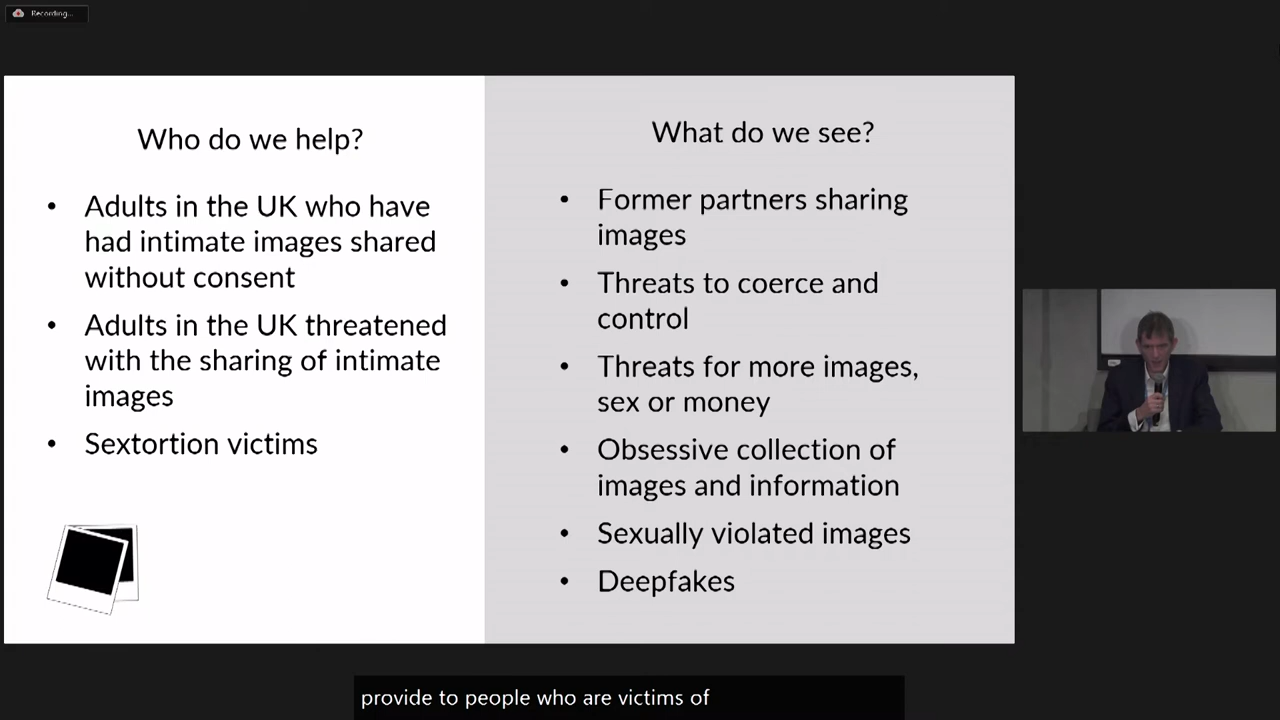 Recording...
Who do we help?
• Adults in the UK who have
had intimate images shared
without consent
• Adults in the UK threatened
with the sharing of intimate
images
• Sextortion victims
What do we see?
• Former partners sharing
images
• Threats to coerce and
control
• Threats for more images,
sex or money
• Obsessive collection of
images and information
• Sexually violated images
• Deepfakes
provide to people who are victims of